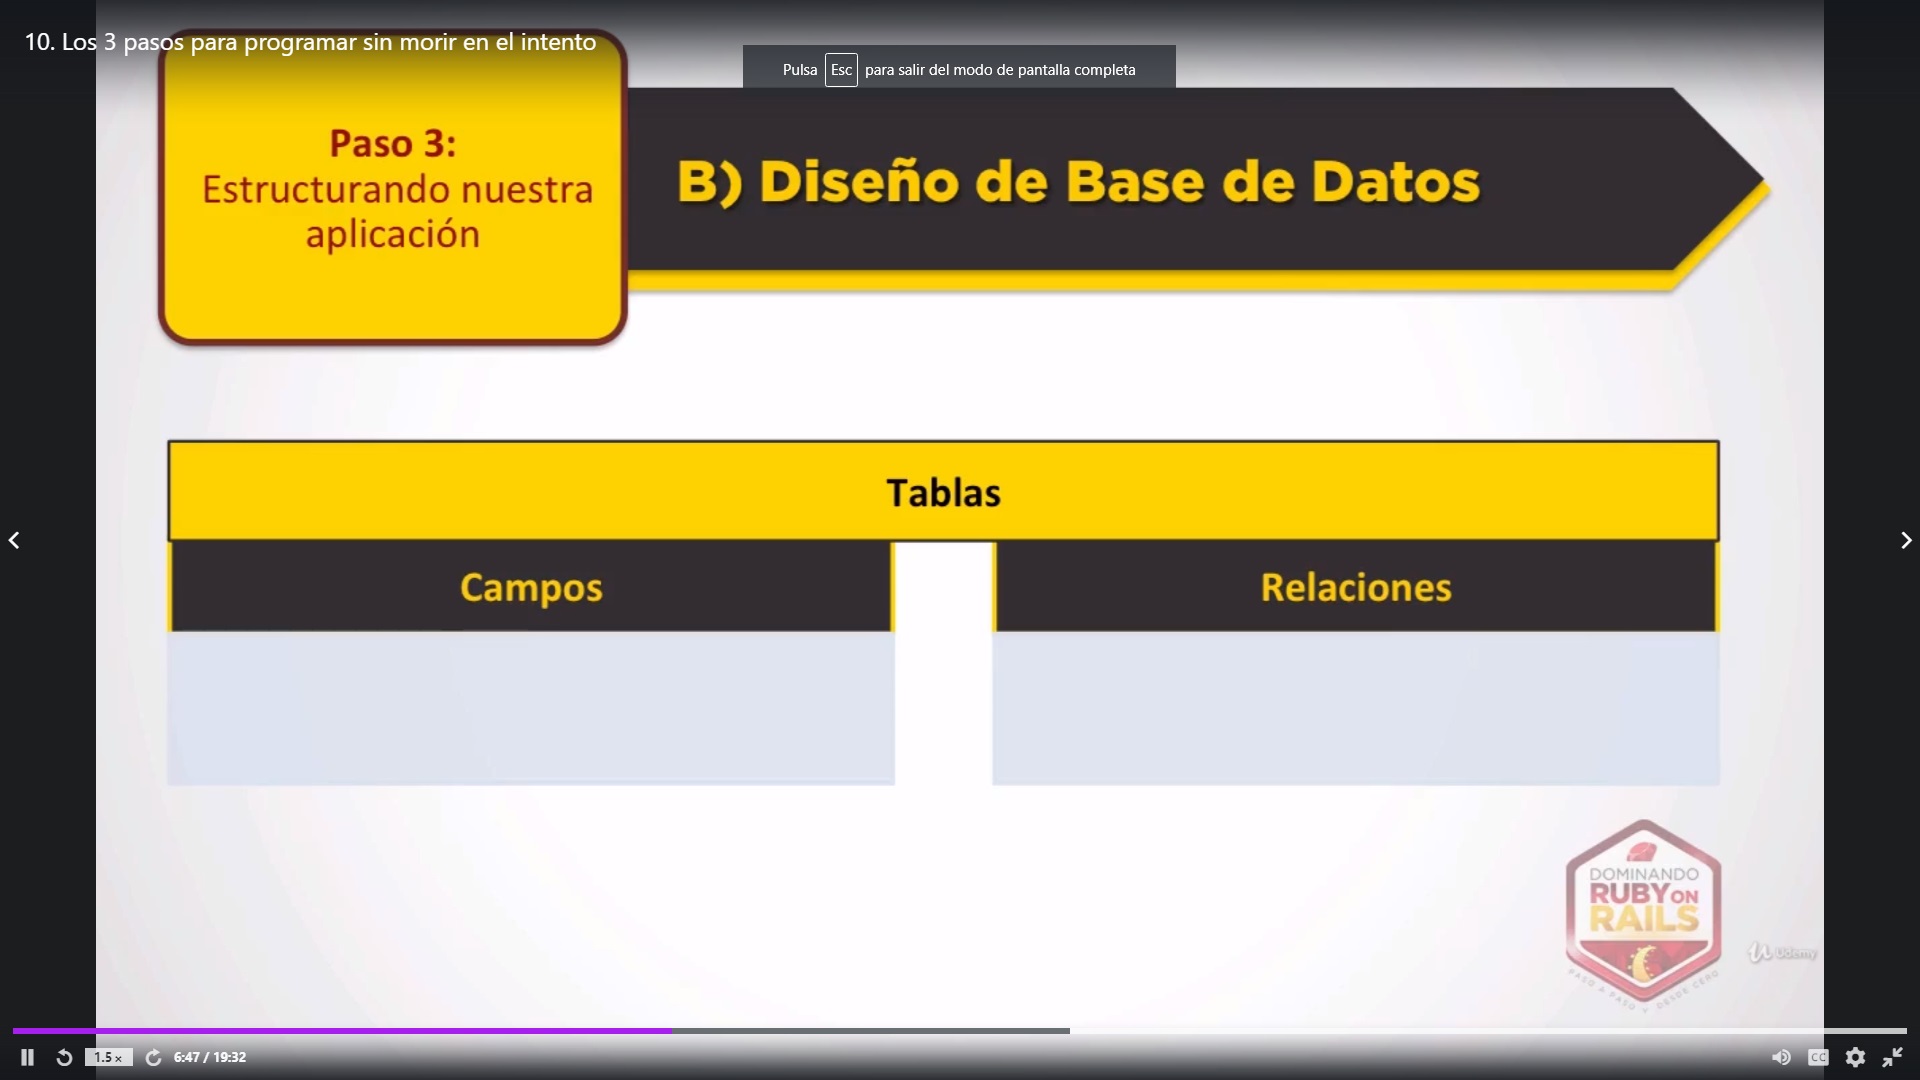 10. Los 3 pasos para programar sin morir en el intento
Pulsa Esc para salir del modo de pantalla completa
Paso 3:
Estructurando nuestra
aplicación
B) Diseño de Base de Datos
Tablas
Campos
Relaciones
DOMINANDO
RUBY ON
RAILS
PASO A PASO Y DESDE CERO
Udemy
1.5x
6:47 / 19:32
CC